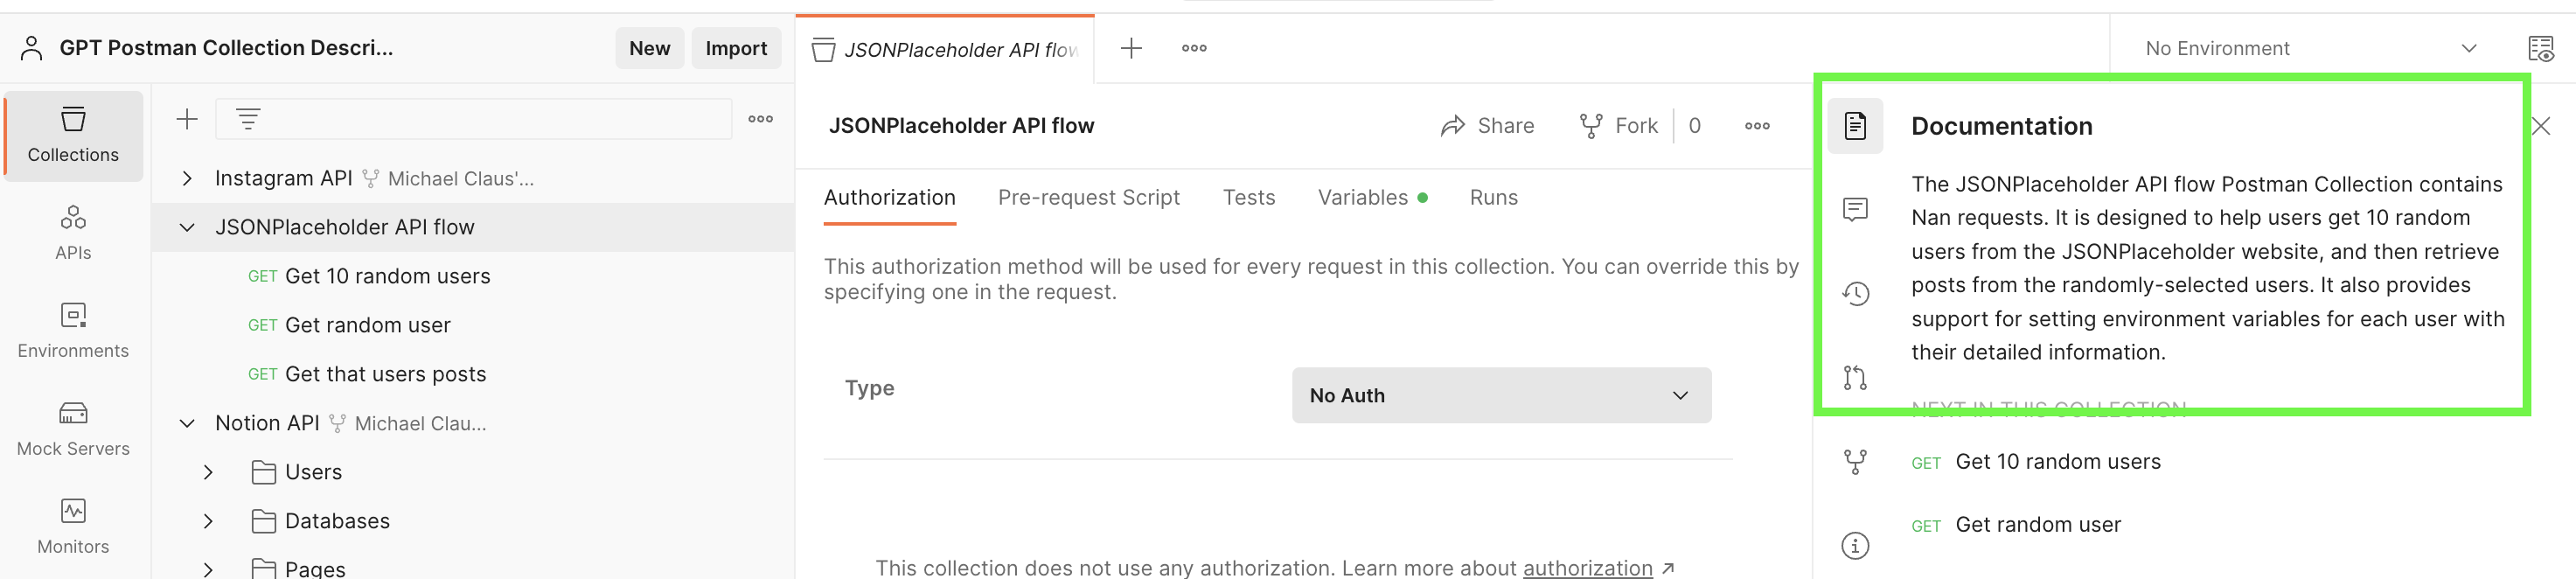 GPT Postman Collection Descri...
New
Import
JSONPlaceholder API flow
No Environment
Collections
APIs
Environments
Mock Servers
Monitors
Instagram API
Michael Claus'...
JSONPlaceholder API flow
GET Get 10 random users
GET Get random user
GET Get that users posts
Notion API
Michael Clau...
Users
Databases
Pages
JSONPlaceholder API flow
Share
Fork
0
Authorization
Pre-request Script
Tests
Variables
Runs
This authorization method will be used for every request in this collection. You can override this by
specifying one in the request.
Type
No Auth
This collection does not use any authorization. Learn more about authorization ↗
Documentation
The JSONPlaceholder API flow Postman Collection contains
Nan requests. It is designed to help users get 10 random
users from the JSONPlaceholder website, and then retrieve
posts from the randomly-selected users. It also provides
support for setting environment variables for each user with
their detailed information.
NEXT IN THIS COLLECTION
GET Get 10 random users
GET Get random user